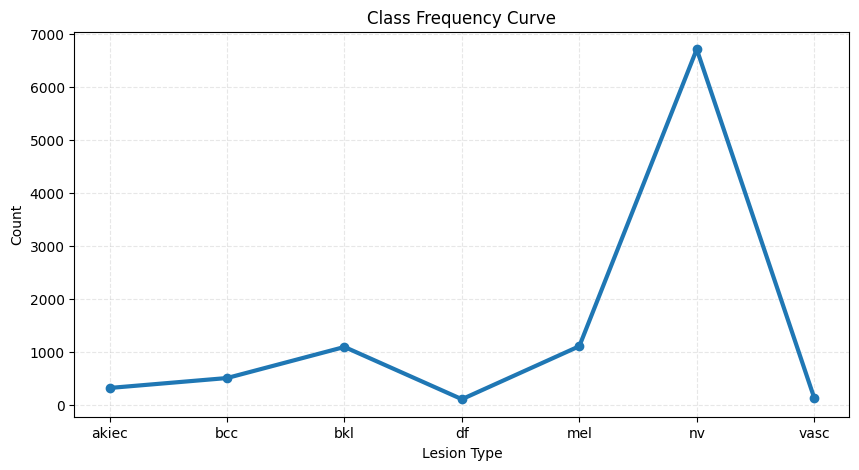 Class Frequency Curve
7000
6000
5000
4000
3000
2000
1000
0
Count
akiec bcc bkl df mel nv vasc
Lesion Type